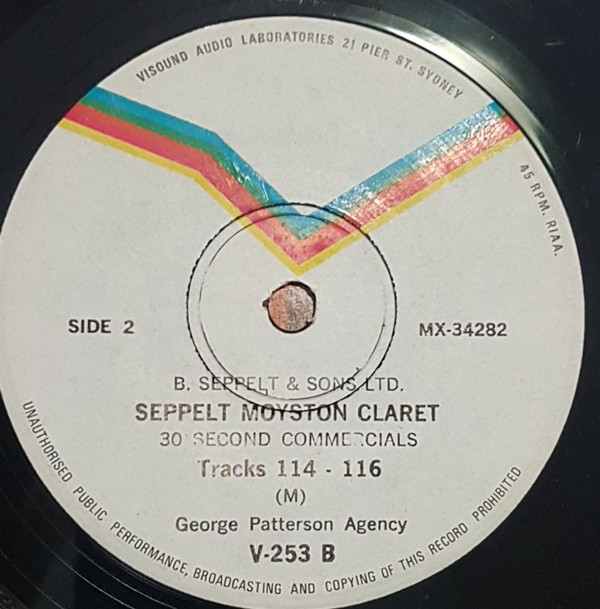 VISOUND AUDIO LABORATORIES 21 PIER ST. SYDNEY
45 RPM. RIAA.
SIDE 2
MX-34282
B. SEPPELT & SONS LTD.
SEPPELT MOYSTON CLARET
30 SECOND COMMERCIALS
Tracks 114 - 116
(M)
George Patterson Agency
V-253 B
UNAUTHORISED PUBLIC PERFORMANCE, BROADCASTING AND COPYING OF THIS RECORD PROHIBITED